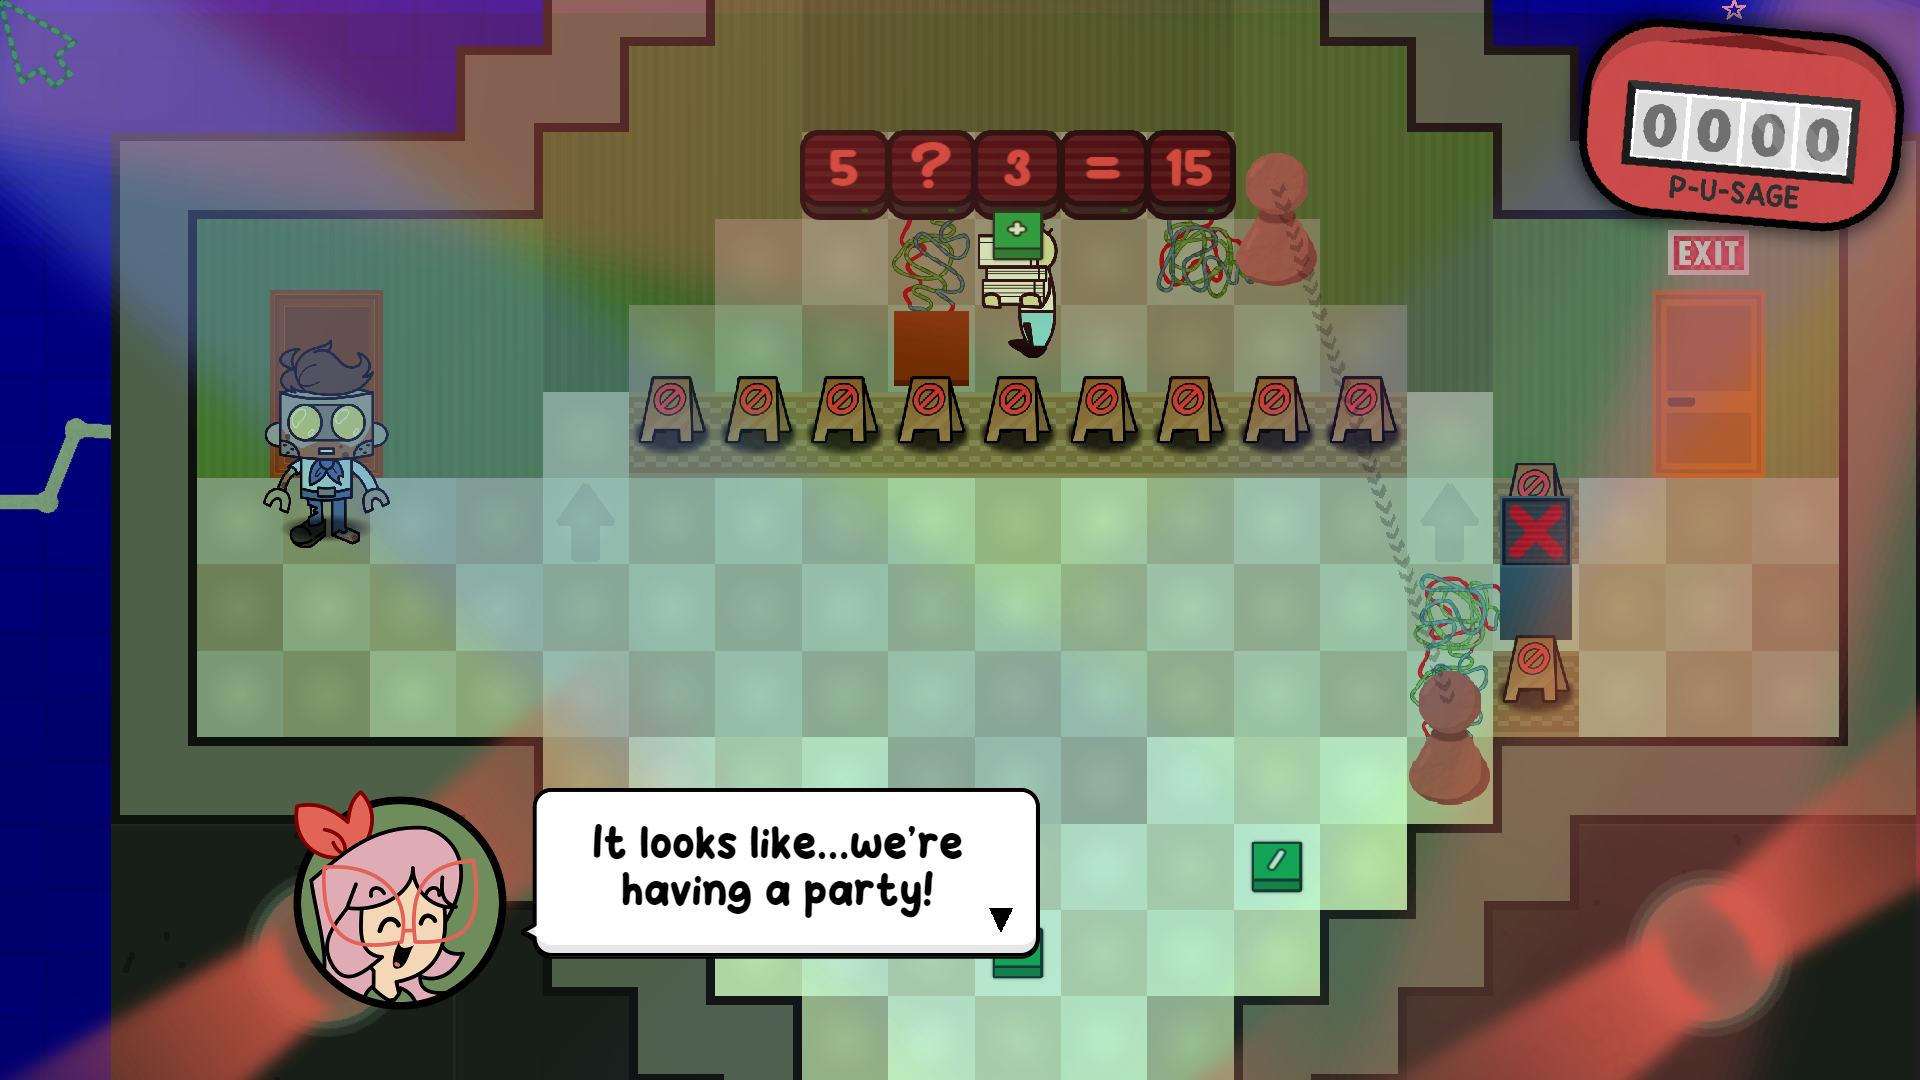 5 ? 3 = 15
0000
P-U-SAGE
EXIT
+
X
/
It looks like...we're
having a party!